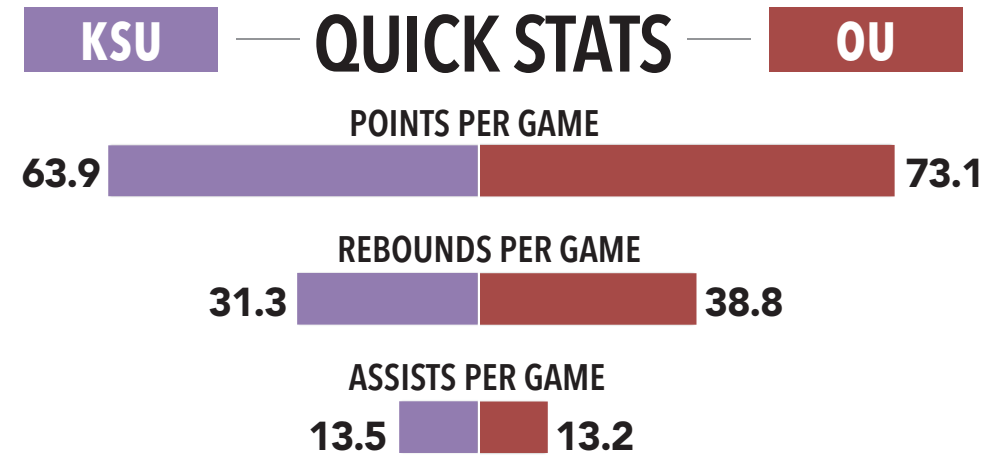 KSU QUICK STATS OU
POINTS PER GAME
63.9 73.1
REBOUNDS PER GAME
31.3 38.8
ASSISTS PER GAME
13.5 13.2